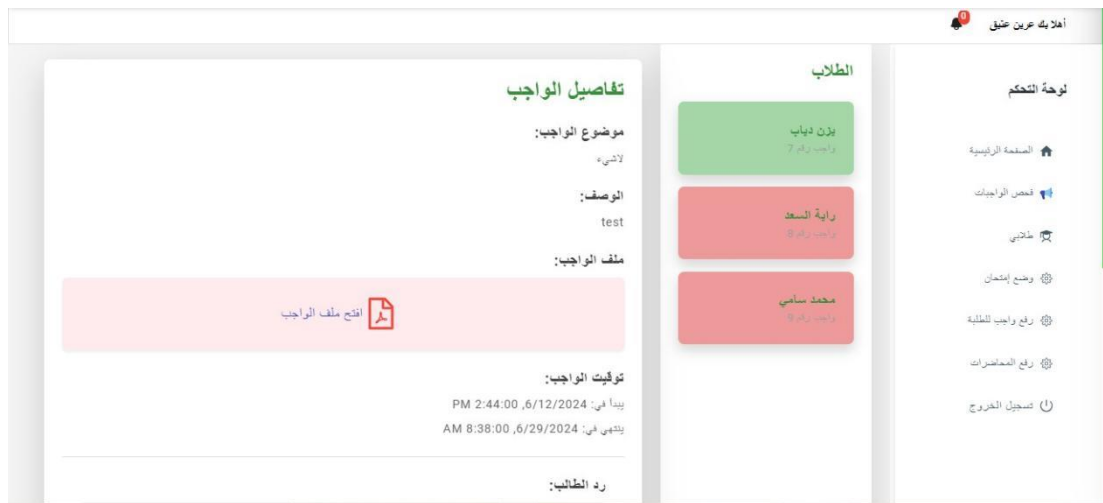 أهلا بك عرين عتيق
0
لوحة التحكم
الصفحة الرئيسية
فحص الواجبات
طلابي
وضع إمتحان
رفع واجب للطلبة
رفع المحاضرات
تسجيل الخروج
الطلاب
يزن دياب
واجب رقم 7
راية السعد
واجب رقم 8
محمد سامي
واجب رقم 9
تفاصيل الواجب
موضوع الواجب:
لاشيء
الوصف:
test
ملف الواجب:
افتح ملف الواجب
توقيت الواجب:
يبدأ في: 6/12/2024, 2:44:00 PM
ينتهي في: 6/29/2024, 8:38:00 AM
رد الطالب: